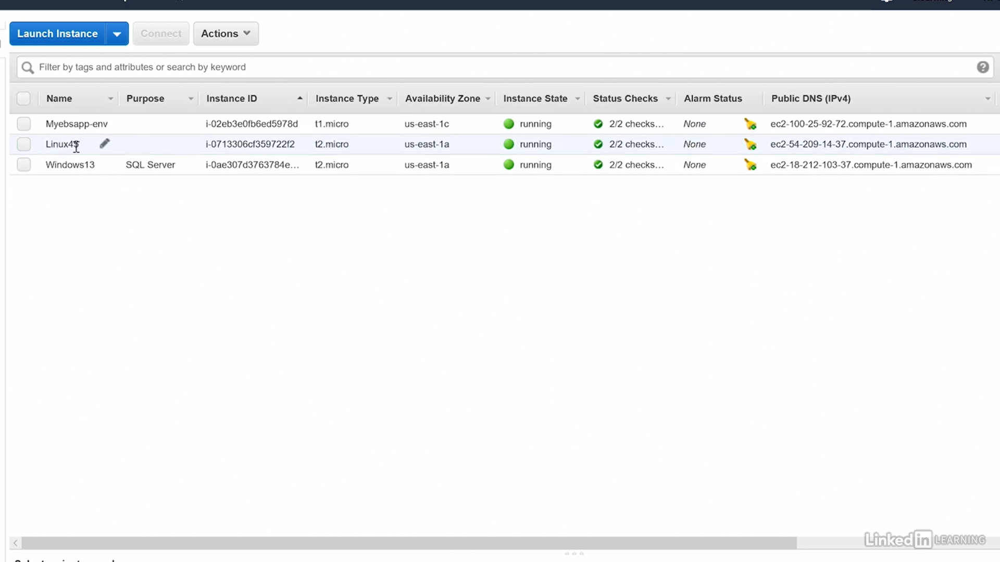 Launch Instance Connect Actions
Filter by tags and attributes or search by keyword
Name Purpose Instance ID Instance Type Availability Zone Instance State Status Checks Alarm Status Public DNS (IPv4)
Myebsapp-env i-02eb3e0fb6ed5978d t1.micro us-east-1c running 2/2 checks... None ec2-100-25-92-72.compute-1.amazonaws.com
i-0713306cf359722f2 t2.micro us-east-1a running 2/2 checks... None ec2-54-209-14-37.compute-1.amazonaws.com
Windows13 SQL Server i-0ae307d3763784e... t2.micro us-east-1a running 2/2 checks... None ec2-18-212-103-37.compute-1.amazonaws.com
Linked in LEARNING